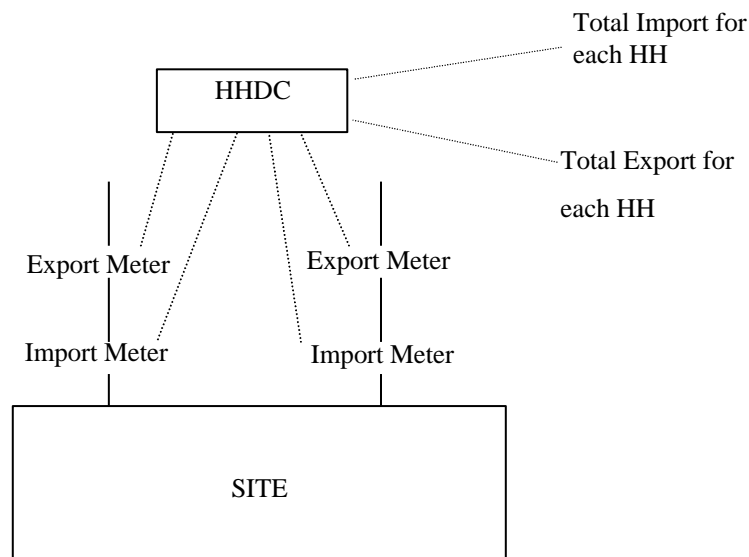 Total Import for
each HH
HHDC
Total Export for
each HH
Export Meter
Export Meter
Import Meter
Import Meter
SITE